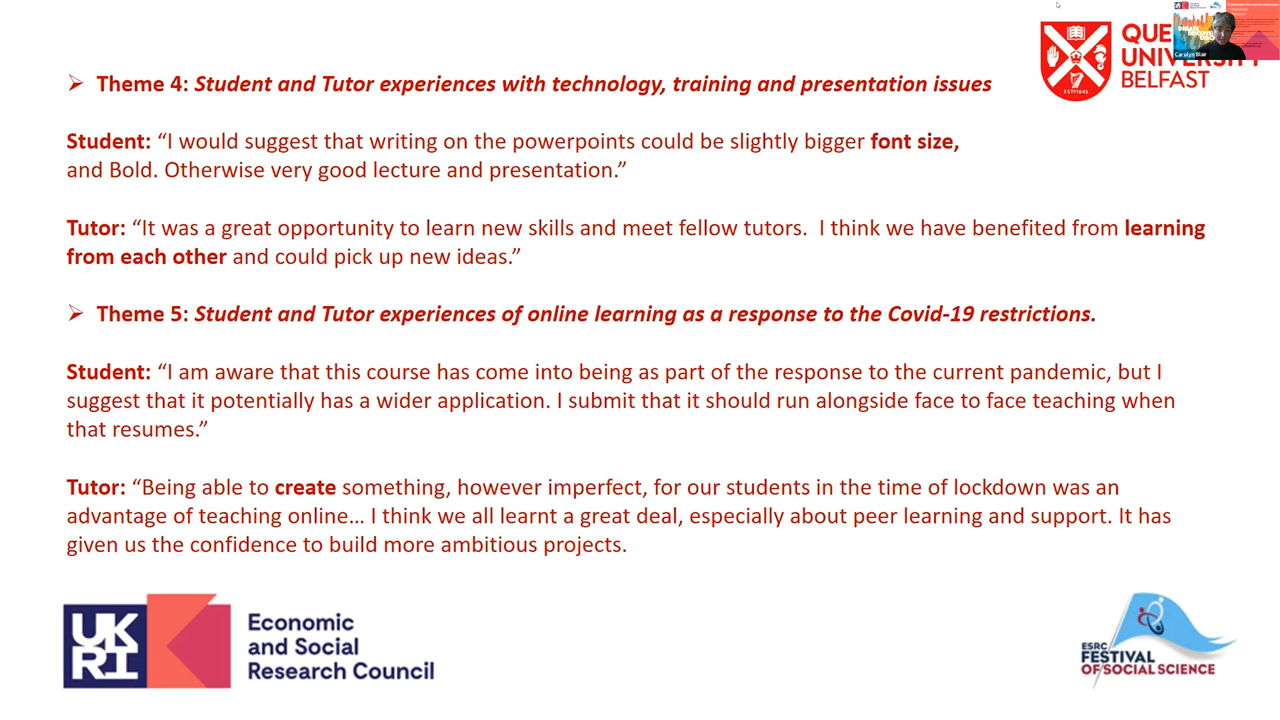 ➢ Theme 4: Student and Tutor experiences with technology, training and presentation issues
QUE
UNIVERSITY
BELFAST
ESTD1845
Carolyn Blair
Student: “I would suggest that writing on the powerpoints could be slightly bigger font size,
and Bold. Otherwise very good lecture and presentation.”
Tutor: “It was a great opportunity to learn new skills and meet fellow tutors.  I think we have benefited from learning
from each other and could pick up new ideas.”
➢ Theme 5: Student and Tutor experiences of online learning as a response to the Covid-19 restrictions.
Student: “I am aware that this course has come into being as part of the response to the current pandemic, but I
suggest that it potentially has a wider application. I submit that it should run alongside face to face teaching when
that resumes.”
Tutor: “Being able to create something, however imperfect, for our students in the time of lockdown was an
advantage of teaching online… I think we all learnt a great deal, especially about peer learning and support. It has
given us the confidence to build more ambitious projects.
UK
RI
Economic
and Social
Research Council
ESRC
FESTIVAL
OF SOCIAL SCIENCE